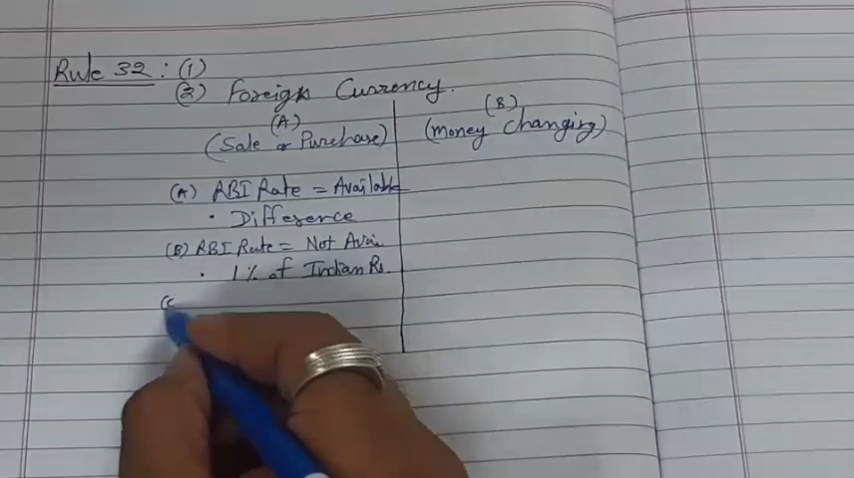 Rule 32 : (1)
(2) Foreign Currency.
(A)
(Sale or Purchase)
(A) RBI Rate = Available
• Difference
(B) RBI Rate = Not Avai.
• 1% of Indian Rs.
(c
(B)
(Money Changing)